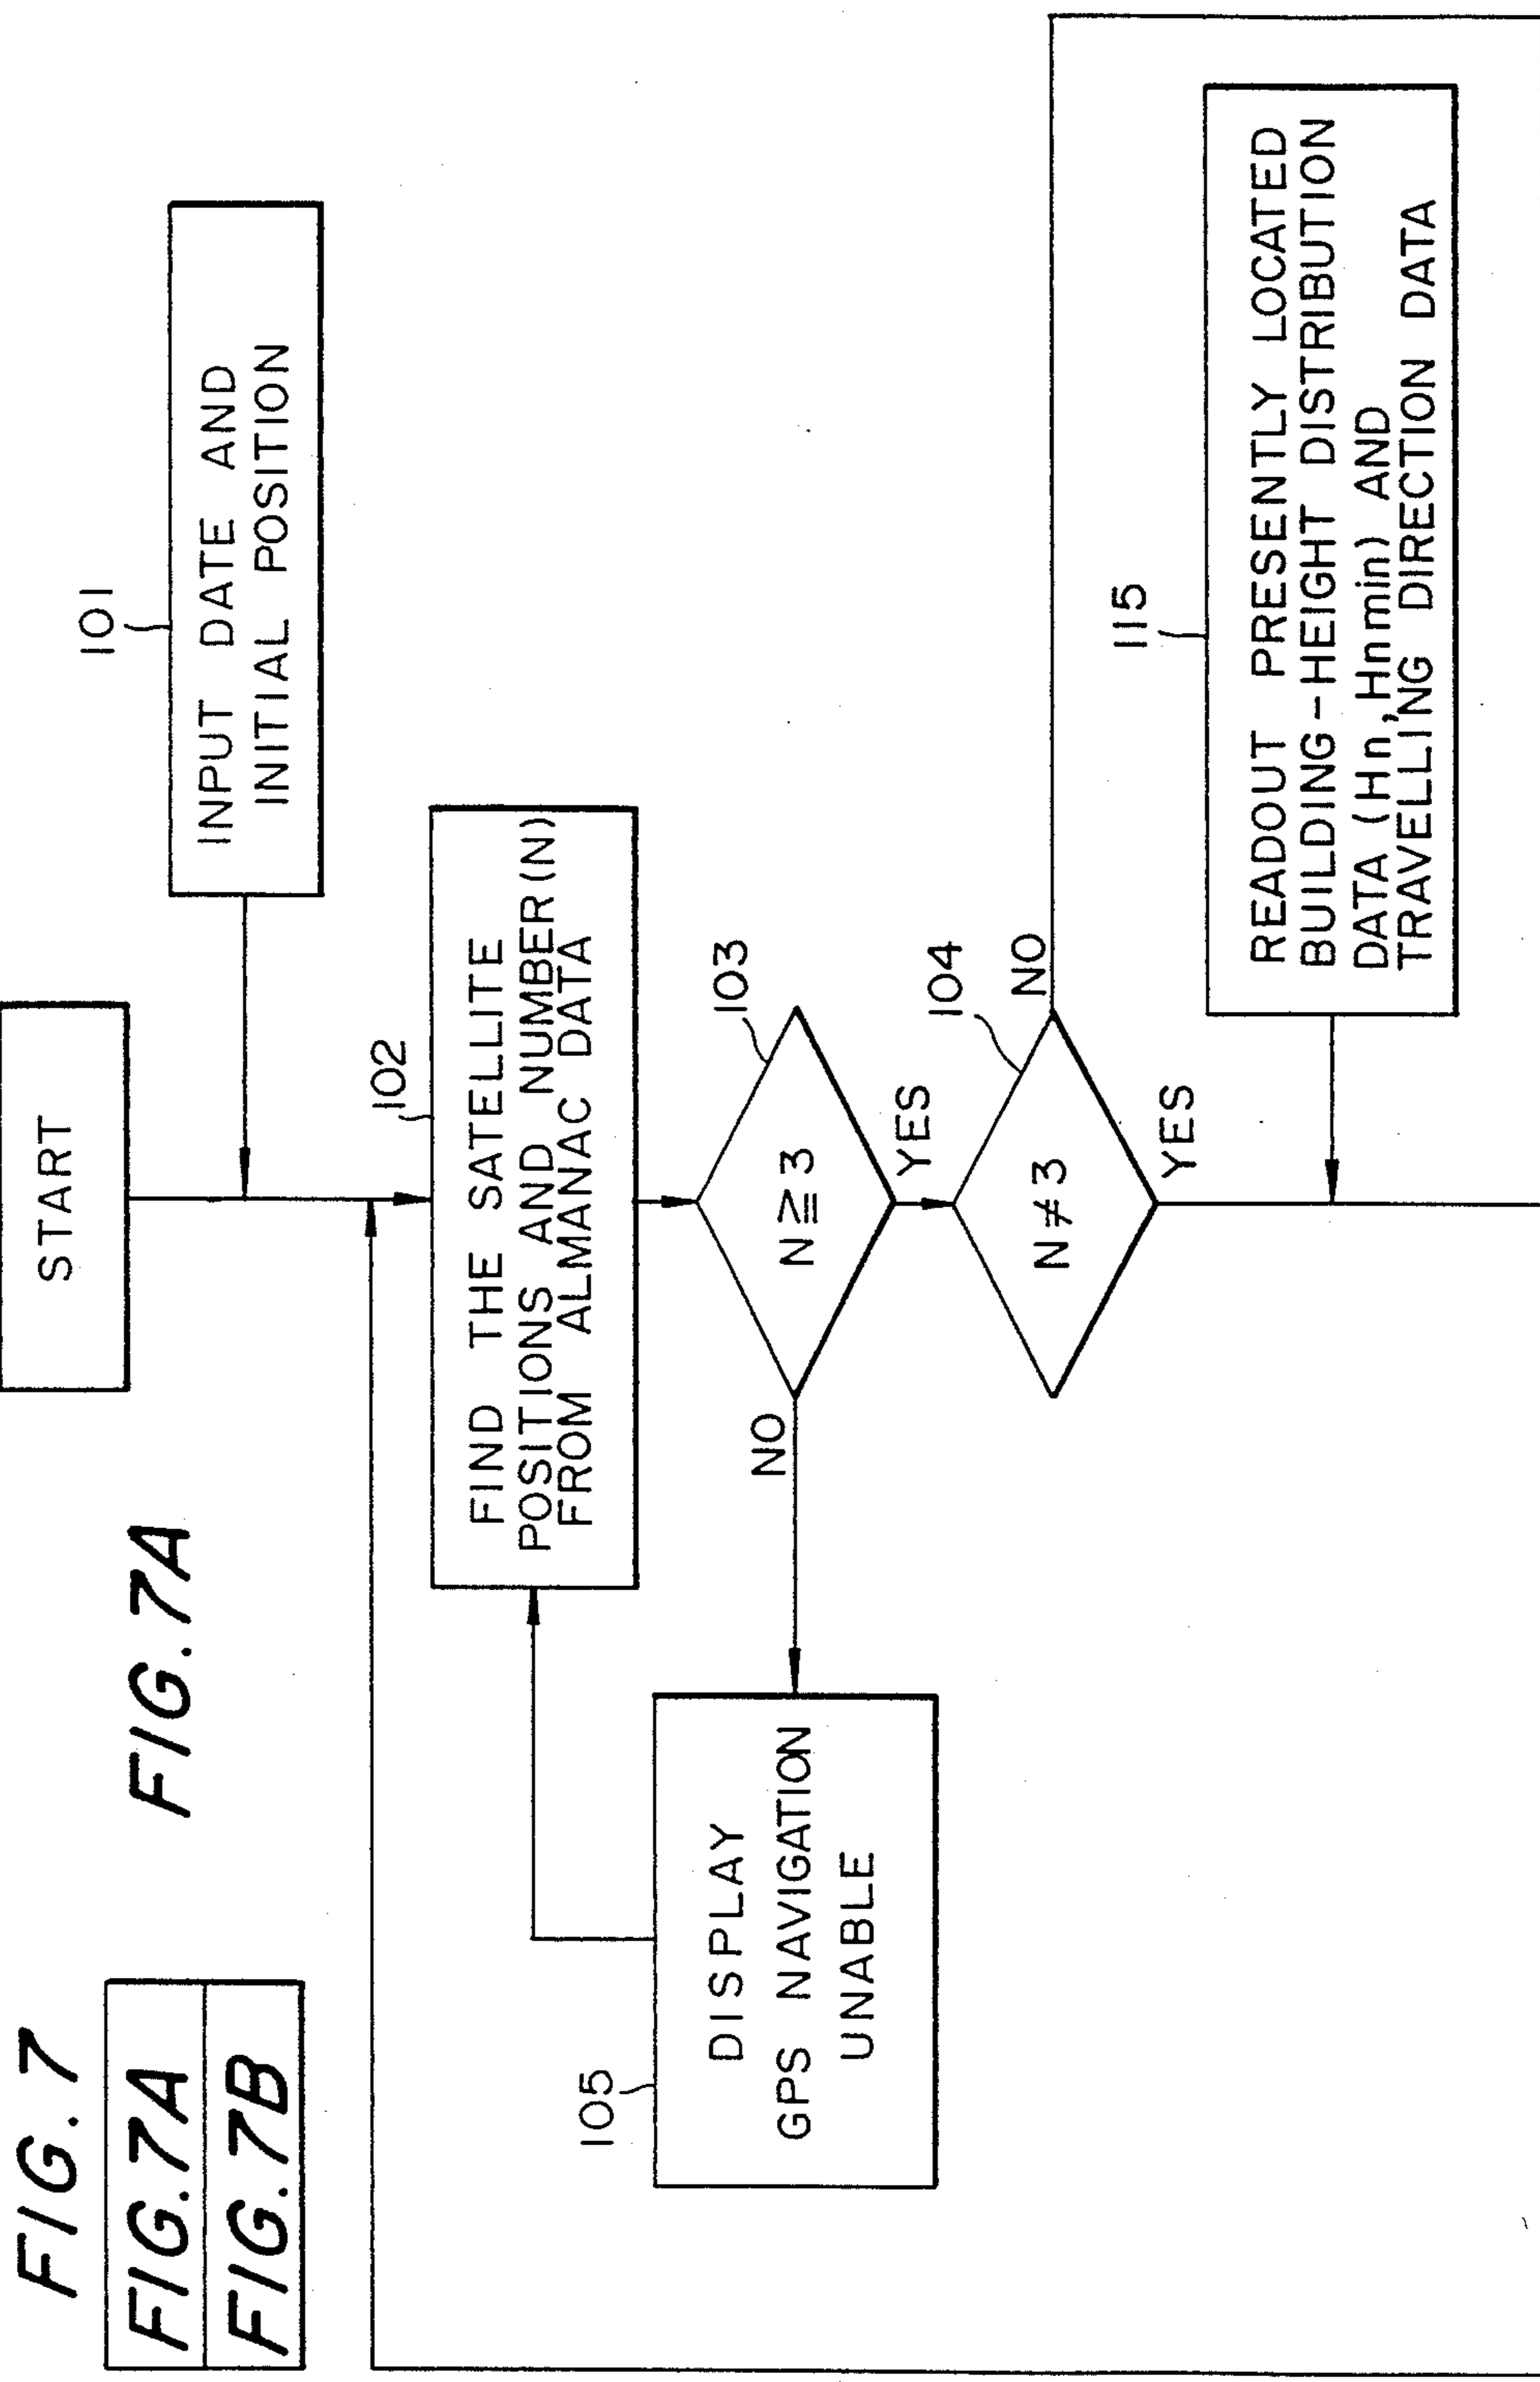 FIG. 7
FIG. 7A
FIG. 7B
FIG. 7A
START
101
INPUT DATE AND
INITIAL POSITION
102
FIND THE SATELLITE
POSITIONS AND NUMBER (N)
FROM ALMANAC DATA
103
N ≧ 3
NO
YES
105
DISPLAY
GPS NAVIGATION
UNABLE
104
N ≠ 3
NO
YES
115
READOUT PRESENTLY LOCATED
BUILDING-HEIGHT DISTRIBUTION
DATA (Hn, Hnmin) AND
TRAVELLING DIRECTION DATA